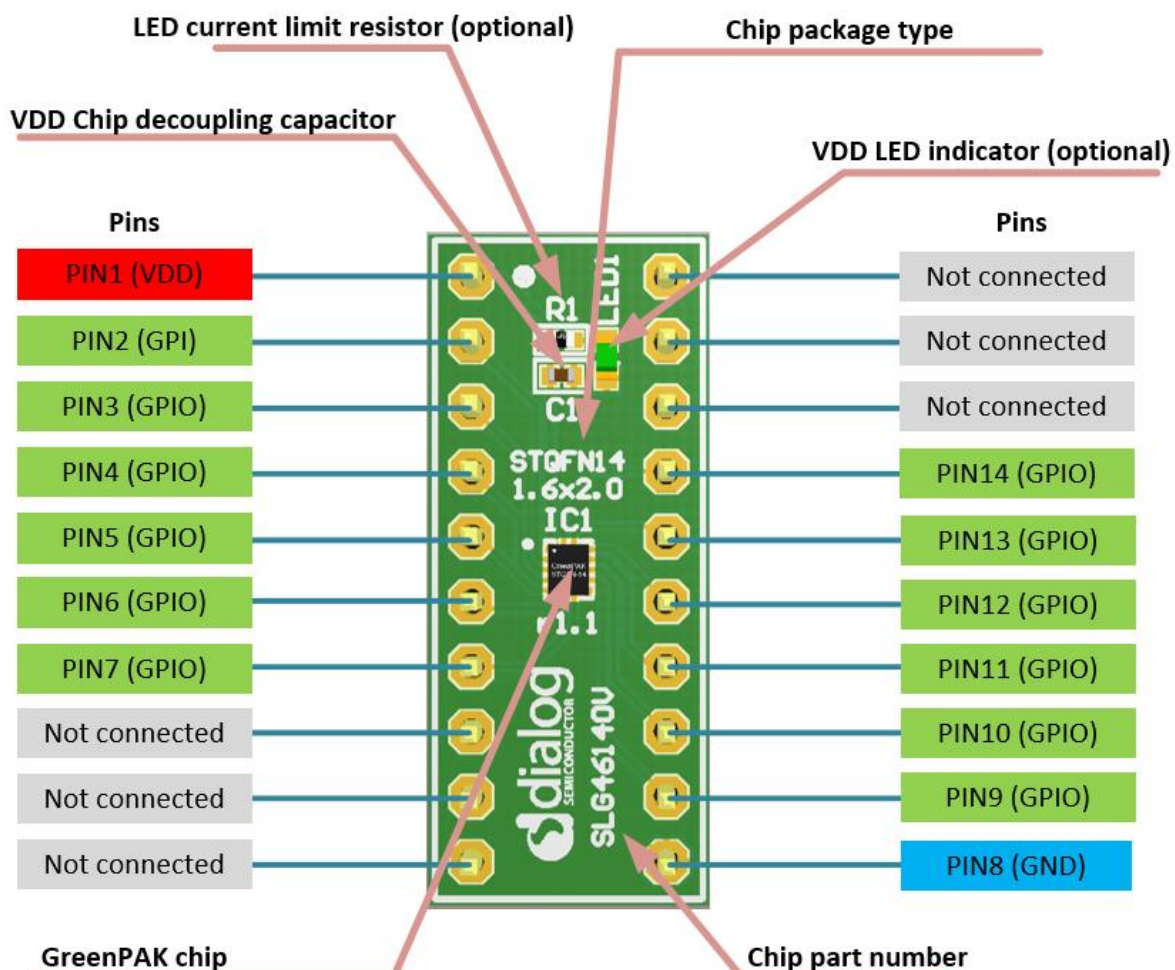 LED current limit resistor (optional)
Chip package type
VDD Chip decoupling capacitor
VDD LED indicator (optional)
Pins
Pins
PIN1 (VDD)
Not connected
PIN2 (GPI)
Not connected
PIN3 (GPIO)
Not connected
PIN4 (GPIO)
PIN14 (GPIO)
PIN5 (GPIO)
PIN13 (GPIO)
PIN6 (GPIO)
PIN12 (GPIO)
PIN7 (GPIO)
PIN11 (GPIO)
Not connected
PIN10 (GPIO)
Not connected
PIN9 (GPIO)
Not connected
PIN8 (GND)
R1
LED1
C1
STQFN14
1.6x2.0
IC1
r1.1
dialog
SEMICONDUCTOR
SLG46140V
GreenPAK chip
Chip part number